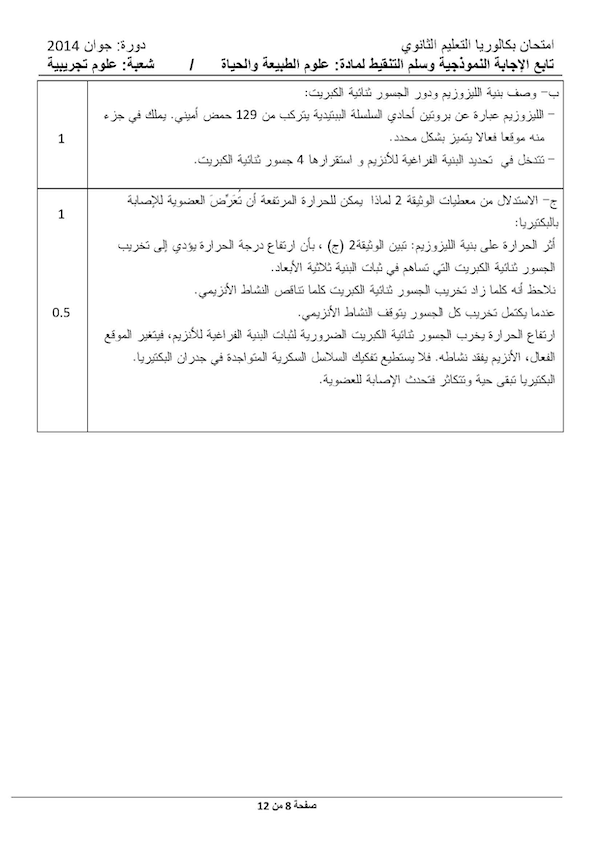 امتحان بكالوريا التعليم الثانوي دورة: جوان 2014
تابع الإجابة النموذجية وسلم التنقيط لمادة: علوم الطبيعة والحياة / شعبة: علوم تجريبية
ب- وصف بنية الليزوزيم ودور الجسور ثنائية الكبريت:
- الليزوزيم عبارة عن بروتين أحادي السلسلة الببتيدية يتركب من 129 حمض أميني. يملك في جزء
منه موقعا فعالا يتميز بشكل محدد.
1
- تتدخل في تحديد البنية الفراغية للأنزيم و استقرارها 4 جسور ثنائية الكبريت.
ج- الاستدلال من معطيات الوثيقة 2 لماذا يمكن للحرارة المرتفعة أن تُعَرِّضَ العضوية للإصابة
1
بالبكتيريا:
أثر الحرارة على بنية الليزوزيم: تبين الوثيقة2 (ج) ، بأن ارتفاع درجة الحرارة يؤدي إلى تخريب
الجسور ثنائية الكبريت التي تساهم في ثبات البنية ثلاثية الأبعاد.
نلاحظ أنه كلما زاد تخريب الجسور ثنائية الكبريت كلما تناقص النشاط الأنزيمي.
عندما يكتمل تخريب كل الجسور يتوقف النشاط الأنزيمي.
0.5
ارتفاع الحرارة يخرب الجسور ثنائية الكبريت الضرورية لثبات البنية الفراغية للأنزيم، فيتغير الموقع
الفعال، الأنزيم يفقد نشاطه. فلا يستطيع تفكيك السلاسل السكرية المتواجدة في جدران البكتيريا.
البكتيريا تبقى حية وتتكاثر فتحدث الإصابة للعضوية.
صفحة 8 من 12